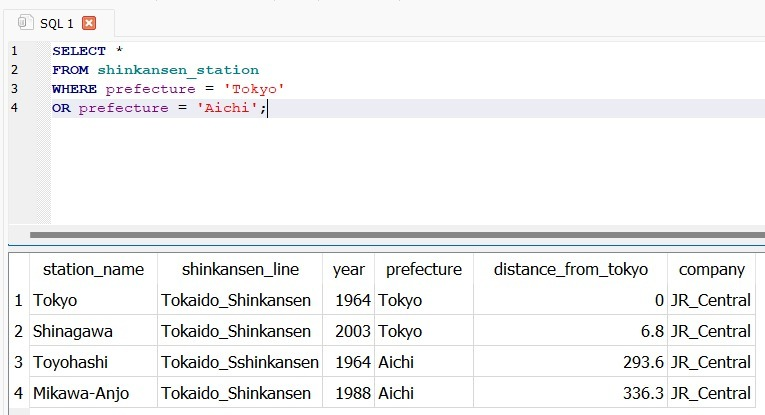 SQL 1
1 SELECT *
2 FROM shinkansen_station
3 WHERE prefecture = 'Tokyo'
4 OR prefecture = 'Aichi';
station_name shinkansen_line year prefecture distance_from_tokyo company
1 Tokyo Tokaido_Shinkansen 1964 Tokyo 0 JR_Central
2 Shinagawa Tokaido_Shinkansen 2003 Tokyo 6.8 JR_Central
3 Toyohashi Tokaido_Sshinkansen 1964 Aichi 293.6 JR_Central
4 Mikawa-Anjo Tokaido_Shinkansen 1988 Aichi 336.3 JR_Central